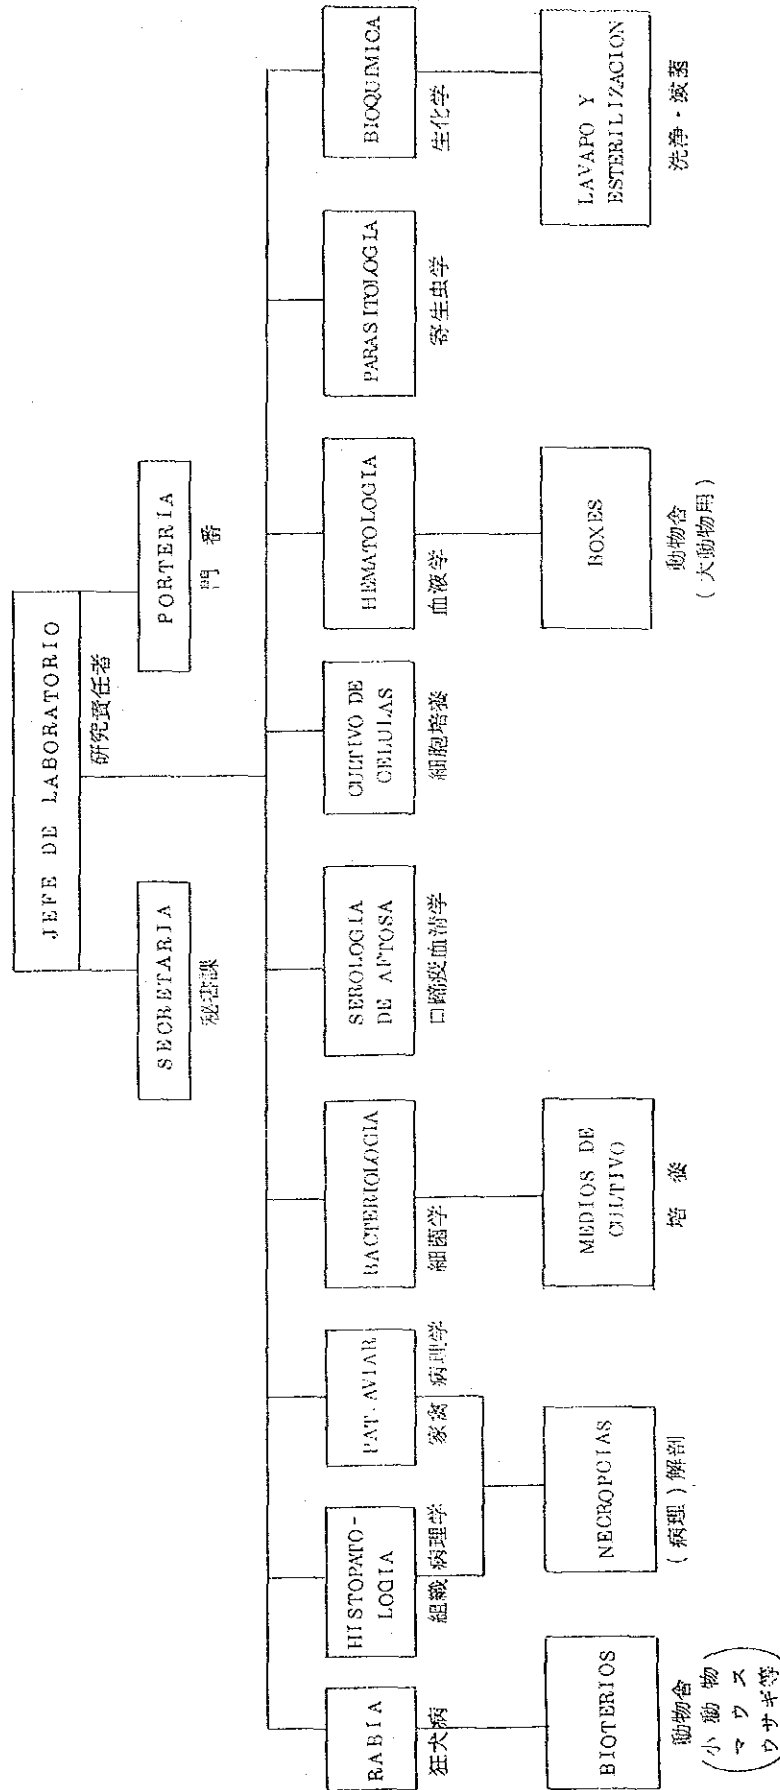 JEFE DE LABORATORIO
研究責任者
SECRETARIA
秘書課
PORTERIA
門 番
RABIA
狂犬病
HISTOPATO-
LOGIA
組織病理学
PAT. AVIAR
家禽 病理学
BACTERIOLOGIA
細菌学
SEROLOGIA
DE AFTOSA
口蹄疫血清学
CULTIVO DE
CELULAS
細胞培養
HEMATOLOGIA
血液学
PARASITOLOGIA
寄生虫学
BIOQUIMICA
生化学
BIOTERIOS
動物舎
(小動物
マウス
ウサギ等)
NECROPCIAS
(病理)解剖
MEDIOS DE
CULTIVO
培 養
BOXES
動物舎
(大動物用)
LAVAPO Y
ESTERILIZACION
洗浄・滅菌